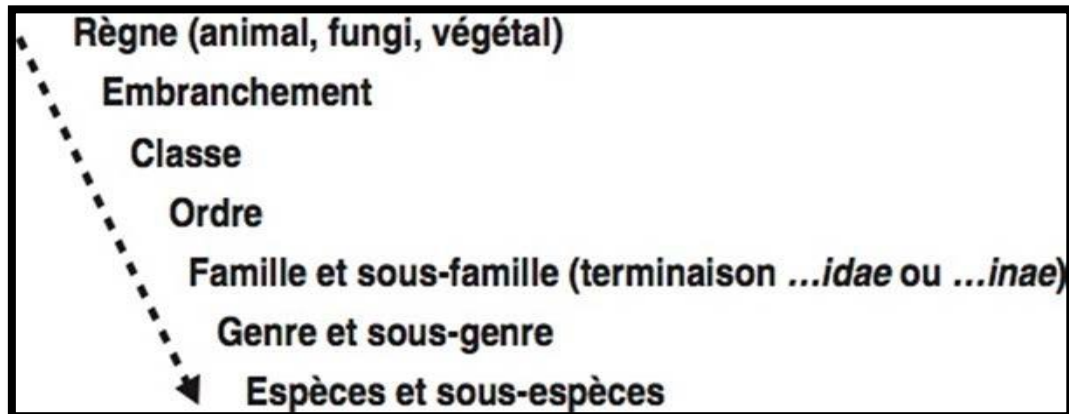 Règne (animal, fungi, végétal)
Embranchement
Classe
Ordre
Famille et sous-famille (terminaison ...idae ou ...inae)
Genre et sous-genre
Espèces et sous-espèces